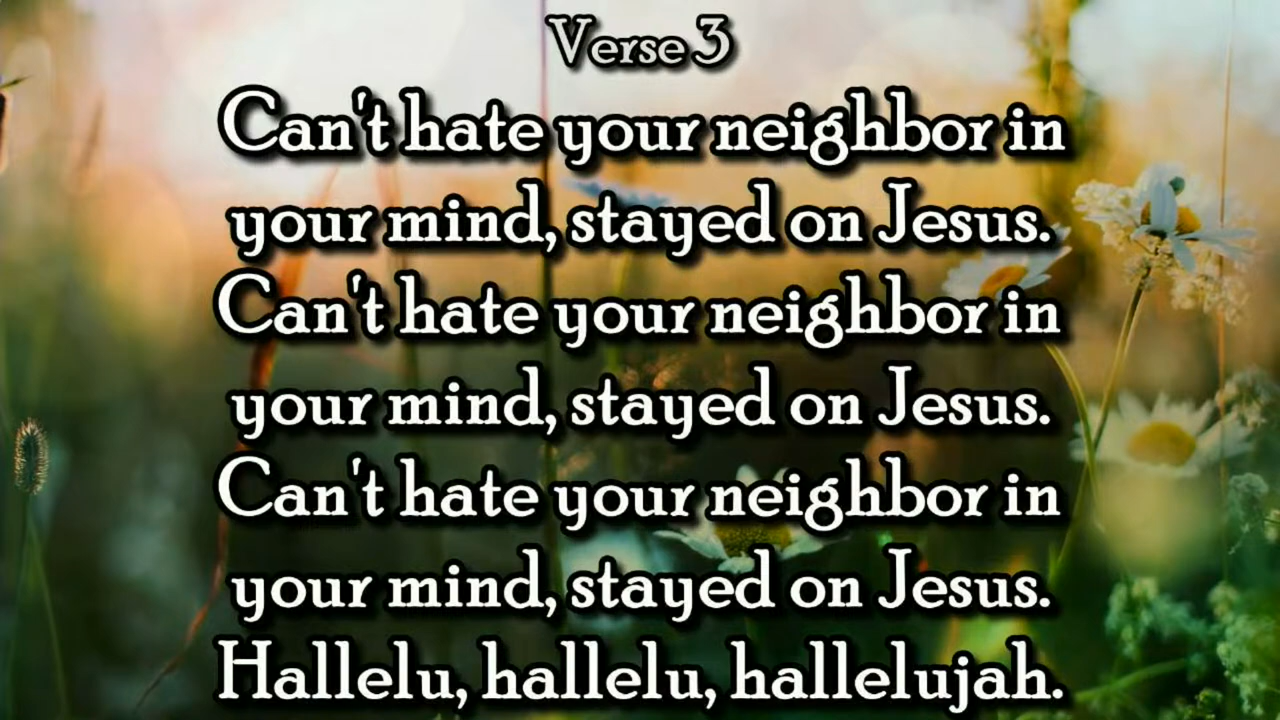 Verse 3
Can't hate your neighbor in
your mind, stayed on Jesus.
Can't hate your neighbor in
your mind, stayed on Jesus.
Can't hate your neighbor in
your mind, stayed on Jesus.
Hallelu, hallelu, hallelujah.